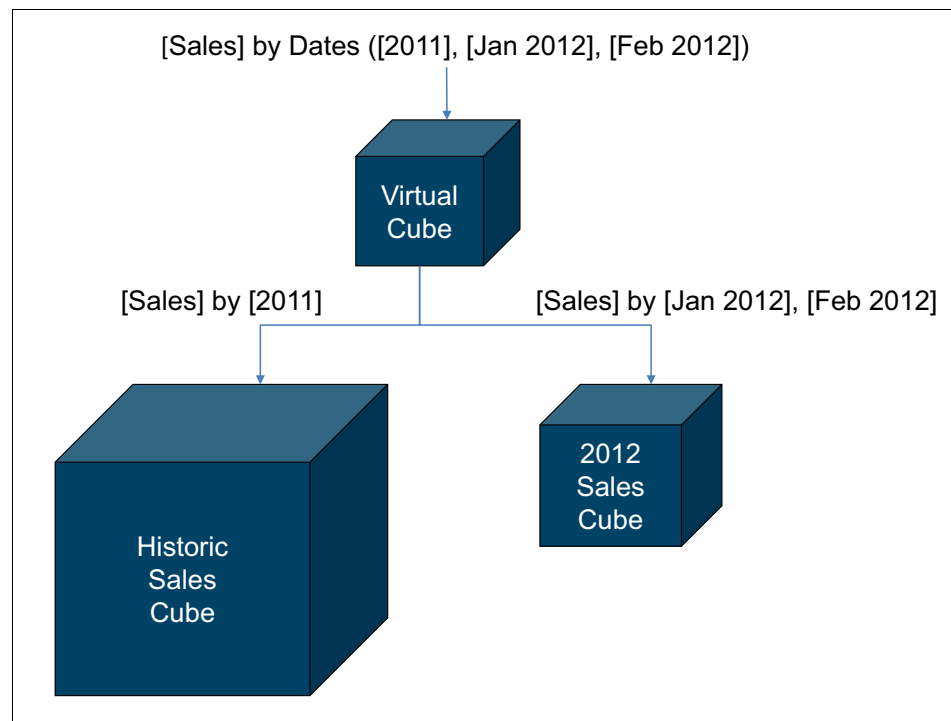 [Sales] by Dates ([2011], [Jan 2012], [Feb 2012])
Virtual
Cube
[Sales] by [2011]
[Sales] by [Jan 2012], [Feb 2012]
2012
Sales
Cube
Historic
Sales
Cube